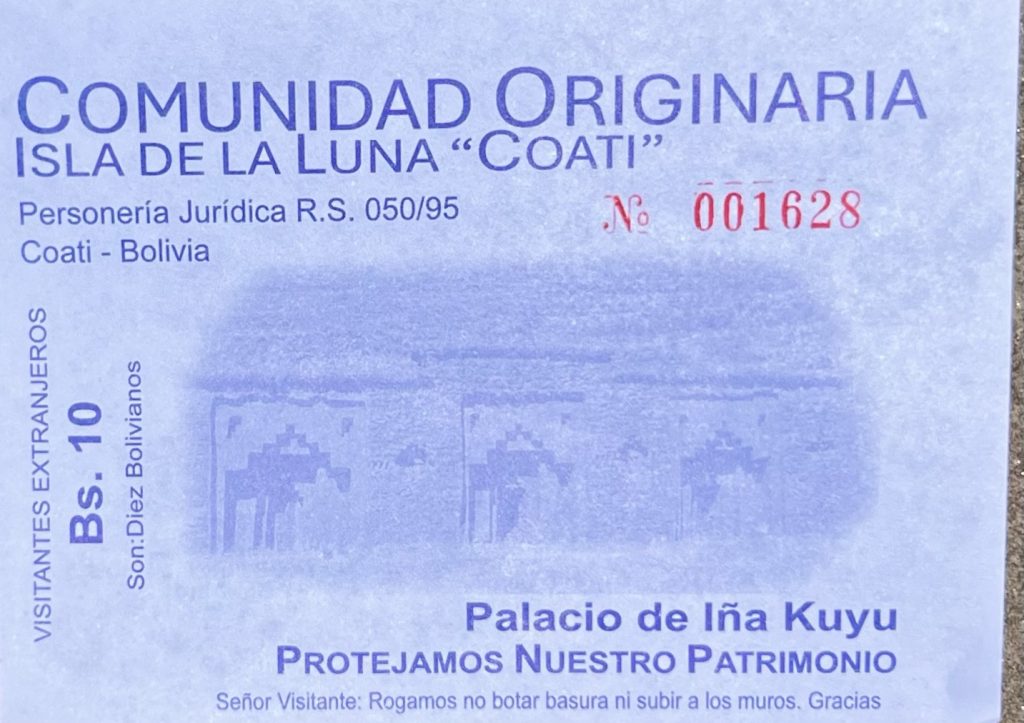 COMUNIDAD ORIGINARIA
ISLA DE LA LUNA “COATI”
Personería Jurídica R.S. 050/95
Nº 001628
Coati - Bolivia
VISITANTES EXTRANJEROS
Bs. 10
Son:Diez Bolivianos
Palacio de Iña Kuyu
PROTEJAMOS NUESTRO PATRIMONIO
Señor Visitante: Rogamos no botar basura ni subir a los muros. Gracias